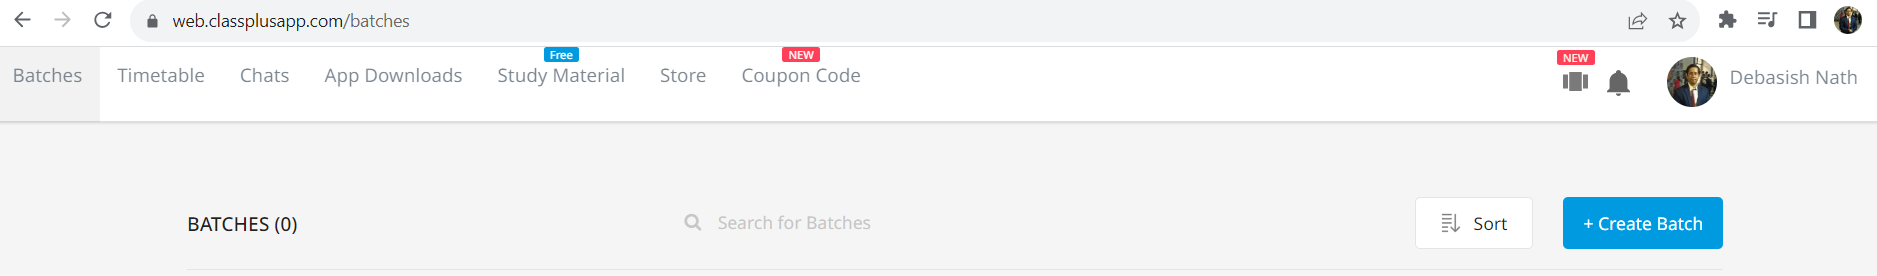 web.classplusapp.com/batches
Free NEW NEW
Batches Timetable Chats App Downloads Study Material Store Coupon Code Debasish Nath
BATCHES (0) Search for Batches Sort + Create Batch